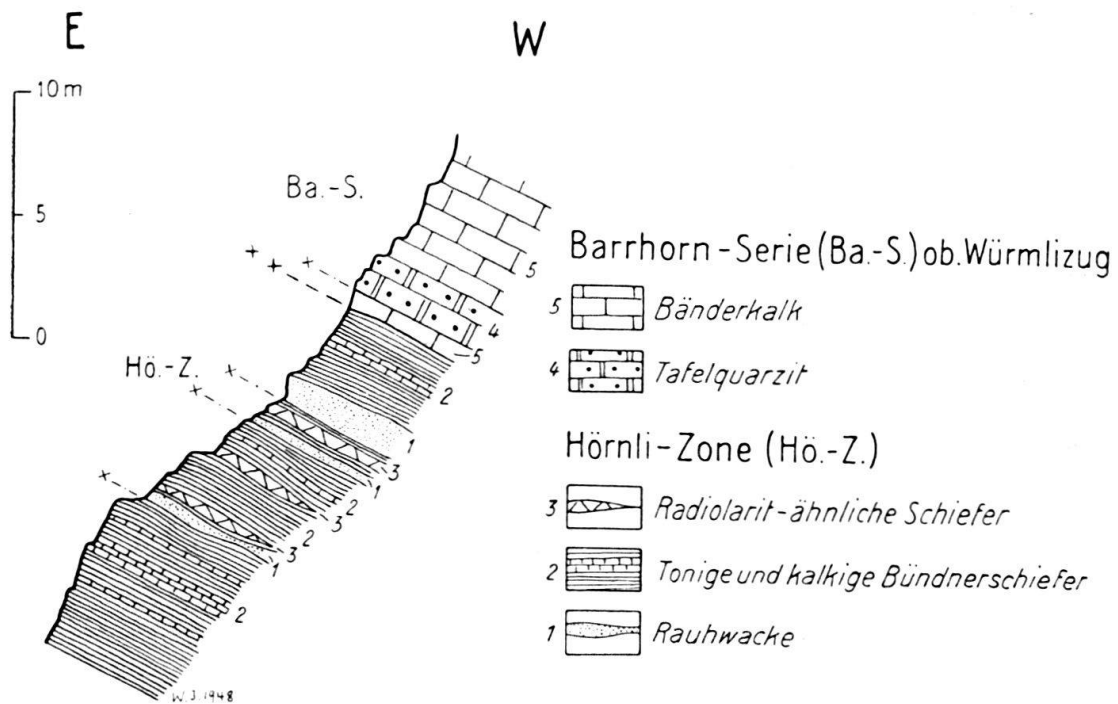 E
W
10 m
5
0
Ba.-S.
Hö.-Z.
5
4
5
2
1
3
1
2
3
2
3
1
2
W. J. 1948
Barrhorn-Serie (Ba.-S.) ob. Würmlizug
5 Bänderkalk
4 Tafelquarzit
Hörnli-Zone (Hö.-Z.)
3 Radiolarit-ähnliche Schiefer
2 Tonige und kalkige Bündnerschiefer
1 Rauhwacke